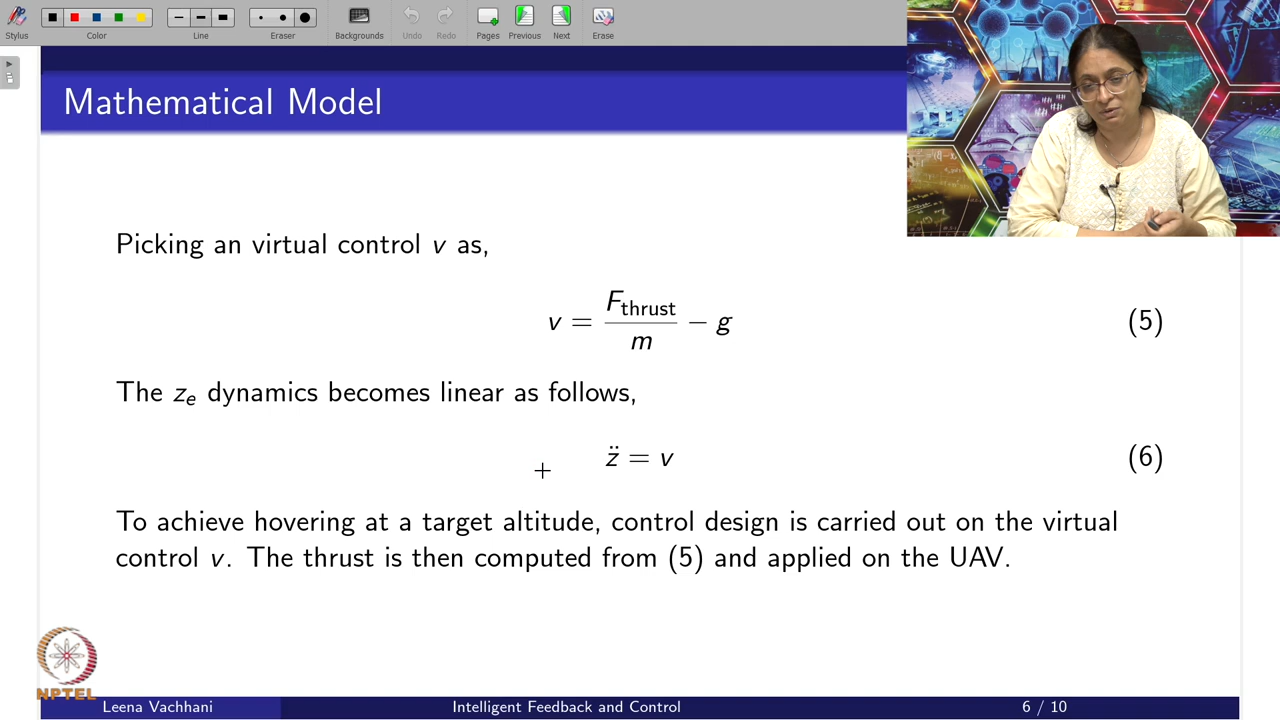 Stylus
Color
Line
Eraser
Backgrounds
Undo
Redo
Pages
Previous
Next
Erase
Mathematical Model
Picking an virtual control v as,
v = F_thrust / m − g (5)
The z_e dynamics becomes linear as follows,
z̈ = v (6)
To achieve hovering at a target altitude, control design is carried out on the virtual
control v. The thrust is then computed from (5) and applied on the UAV.
NPTEL
Leena Vachhani
Intelligent Feedback and Control
6 / 10